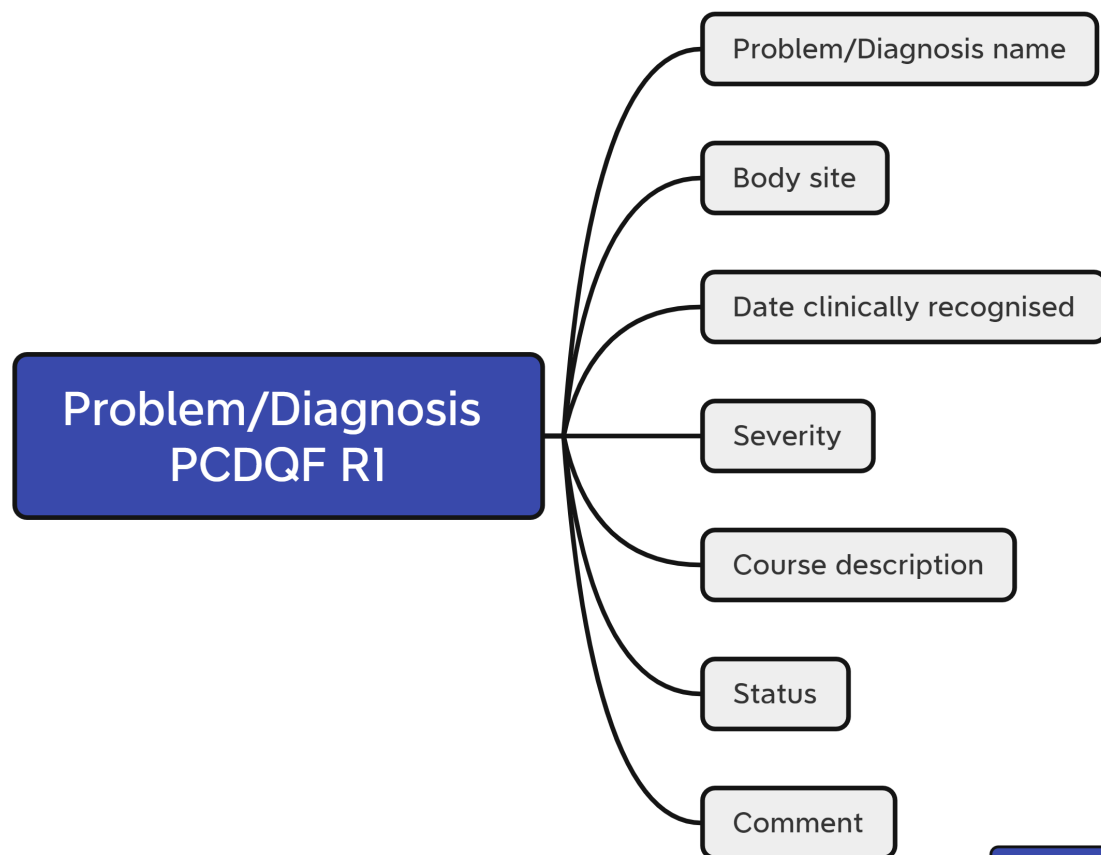 Problem/Diagnosis name
Body site
Date clinically recognised
Problem/Diagnosis
PCDQF R1
Severity
Course description
Status
Comment